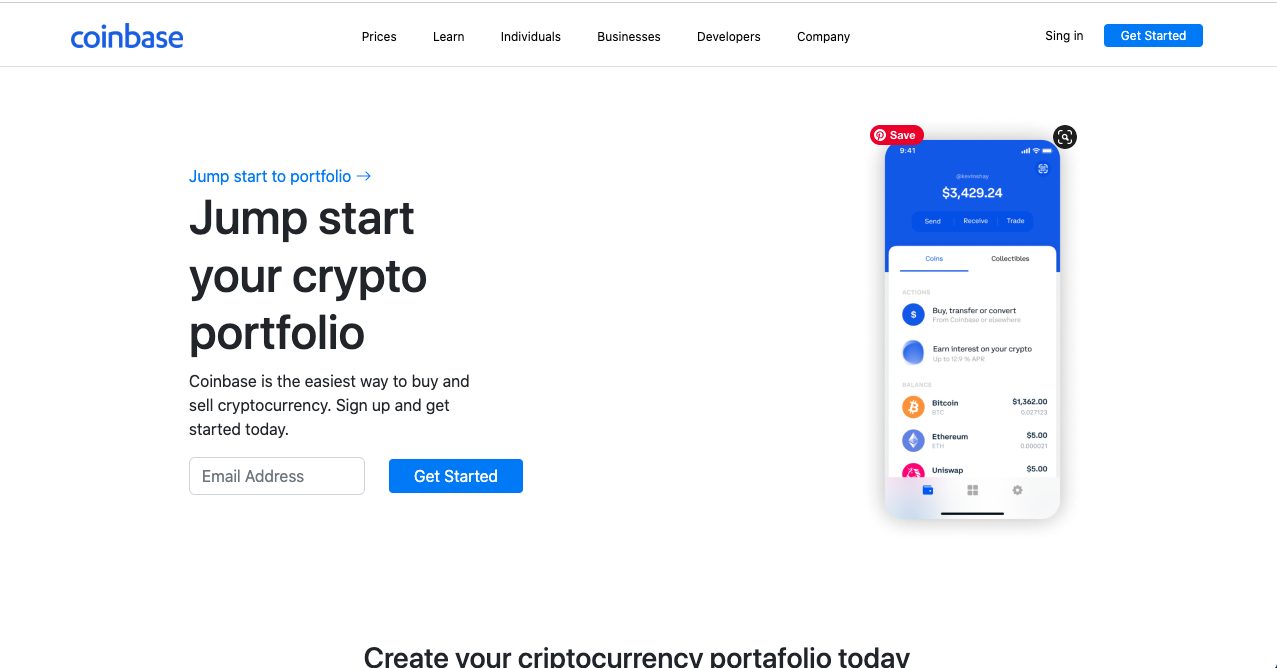 coinbase
Prices Learn Individuals Businesses Developers Company
Sing in
Get Started
Jump start to portfolio →
Jump start
your crypto
portfolio
Coinbase is the easiest way to buy and
sell cryptocurrency. Sign up and get
started today.
Email Address
Get Started
Save
9:41
@kevinshay
$3,429.24
Send Receive Trade
Coins Collectibles
ACTIONS
$
Buy, transfer or convert
From Coinbase or elsewhere
Earn interest on your crypto
Up to 12.9 % APR
BALANCE
Bitcoin $1,362.00
BTC 0.027123
Ethereum $5.00
ETH 0.000021
Uniswap $5.00
Create your criptocurrency portafolio today